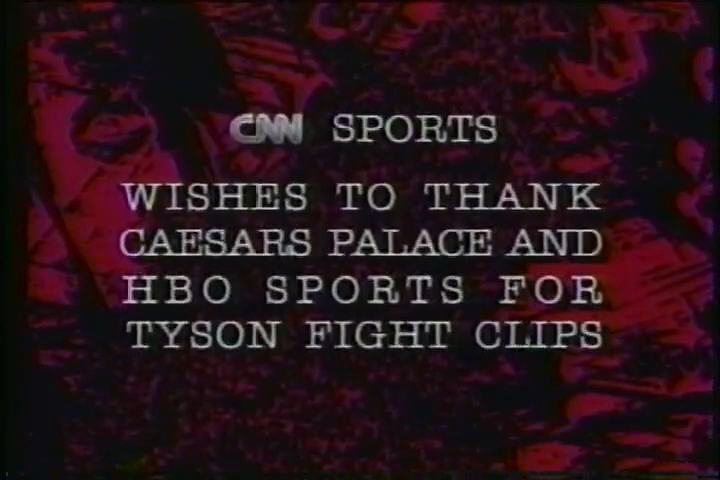 CNN SPORTS
WISHES TO THANK
CAESARS PALACE AND
HBO SPORTS FOR
TYSON FIGHT CLIPS